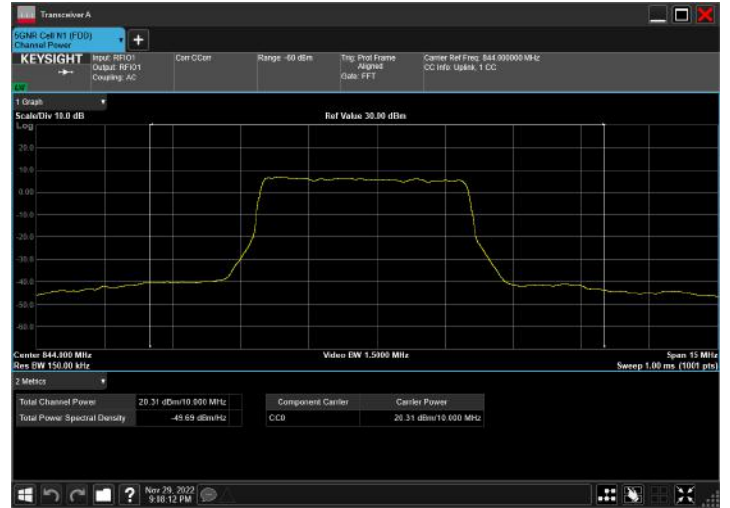 Transceiver A
5GNR Cell N1 (FDD)
Channel Power
KEYSIGHT
Input: RFIO1
Output: RFIO1
Coupling: AC
Corr CCorr
Range -60 dBm
Trig: Prot Frame
Aligned
Gate: FFT
Carrier Ref Freq: 844.000000 MHz
CC Info: Uplink, 1 CC
1 Graph
Scale/Div 10.0 dB
Ref Value 30.00 dBm
Log
20.0
10.0
0.00
-10.0
-20.0
-30.0
-40.0
-50.0
-60.0
Center 844.000 MHz
Video BW 1.5000 MHz
Span 15 MHz
Res BW 150.00 kHz
Sweep 1.00 ms (1001 pts)
2 Metrics
Total Channel Power 20.31 dBm/10.000 MHz
Total Power Spectral Density -49.69 dBm/Hz
Component Carrier Carrier Power
CC0 20.31 dBm/10.000 MHz
?
Nov 29, 2022
9:38:12 PM